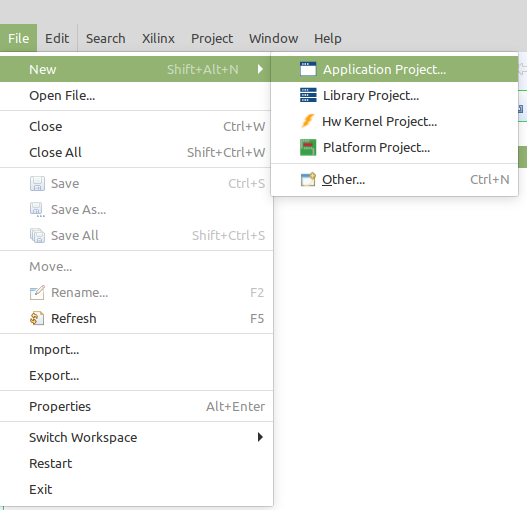 File Edit Search Xilinx Project Window Help
New Shift+Alt+N
Application Project...
Library Project...
Hw Kernel Project...
Platform Project...
Other... Ctrl+N
Open File...
Close Ctrl+W
Close All Shift+Ctrl+W
Save Ctrl+S
Save As...
Save All Shift+Ctrl+S
Move...
Rename... F2
Refresh F5
Import...
Export...
Properties Alt+Enter
Switch Workspace
Restart
Exit